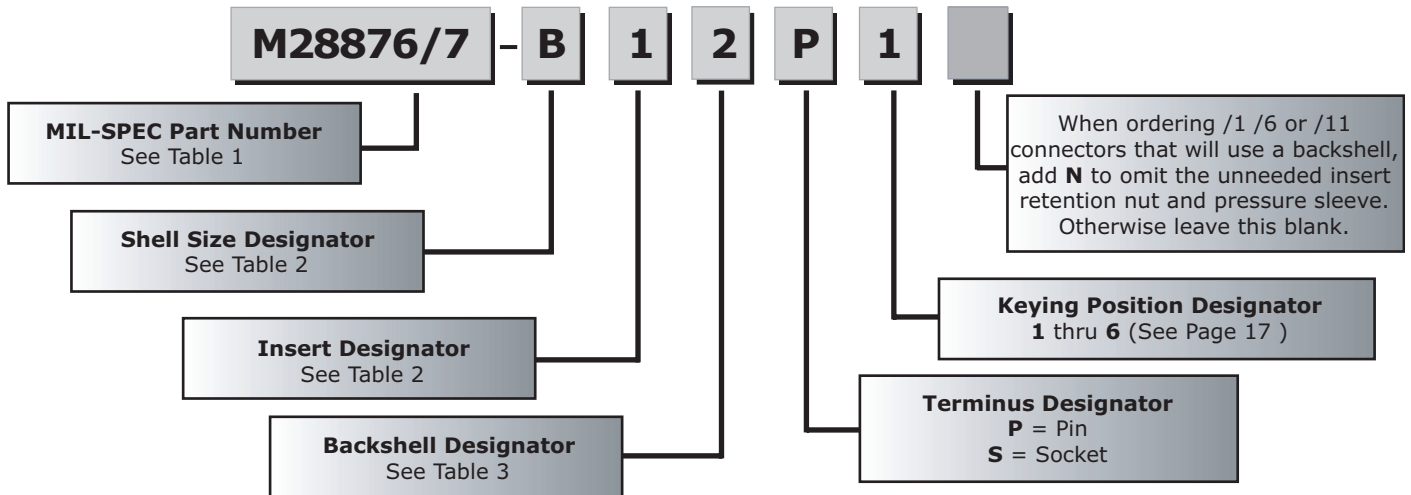 M28876/7 – B 1 2 P 1
MIL-SPEC Part Number
See Table 1
Shell Size Designator
See Table 2
Insert Designator
See Table 2
Backshell Designator
See Table 3
When ordering /1 /6 or /11
connectors that will use a backshell,
add N to omit the unneeded insert
retention nut and pressure sleeve.
Otherwise leave this blank.
Keying Position Designator
1 thru 6 (See Page 17 )
Terminus Designator
P = Pin
S = Socket